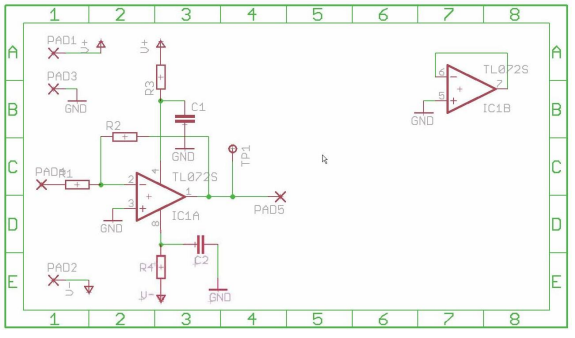 1 2 3 4 5 6 7 8
A A
PAD1 V+ V+
TL072S
6
7
5
IC1B
GND
PAD3
R3
B B
GND
C1
R2
GND
TP1
C C
PAD4 R1
4
TL072S
2
1
3
IC1A
PAD5
GND
8
D D
C2
R4
E E
PAD2
V-
V-
GND
1 2 3 4 5 6 7 8